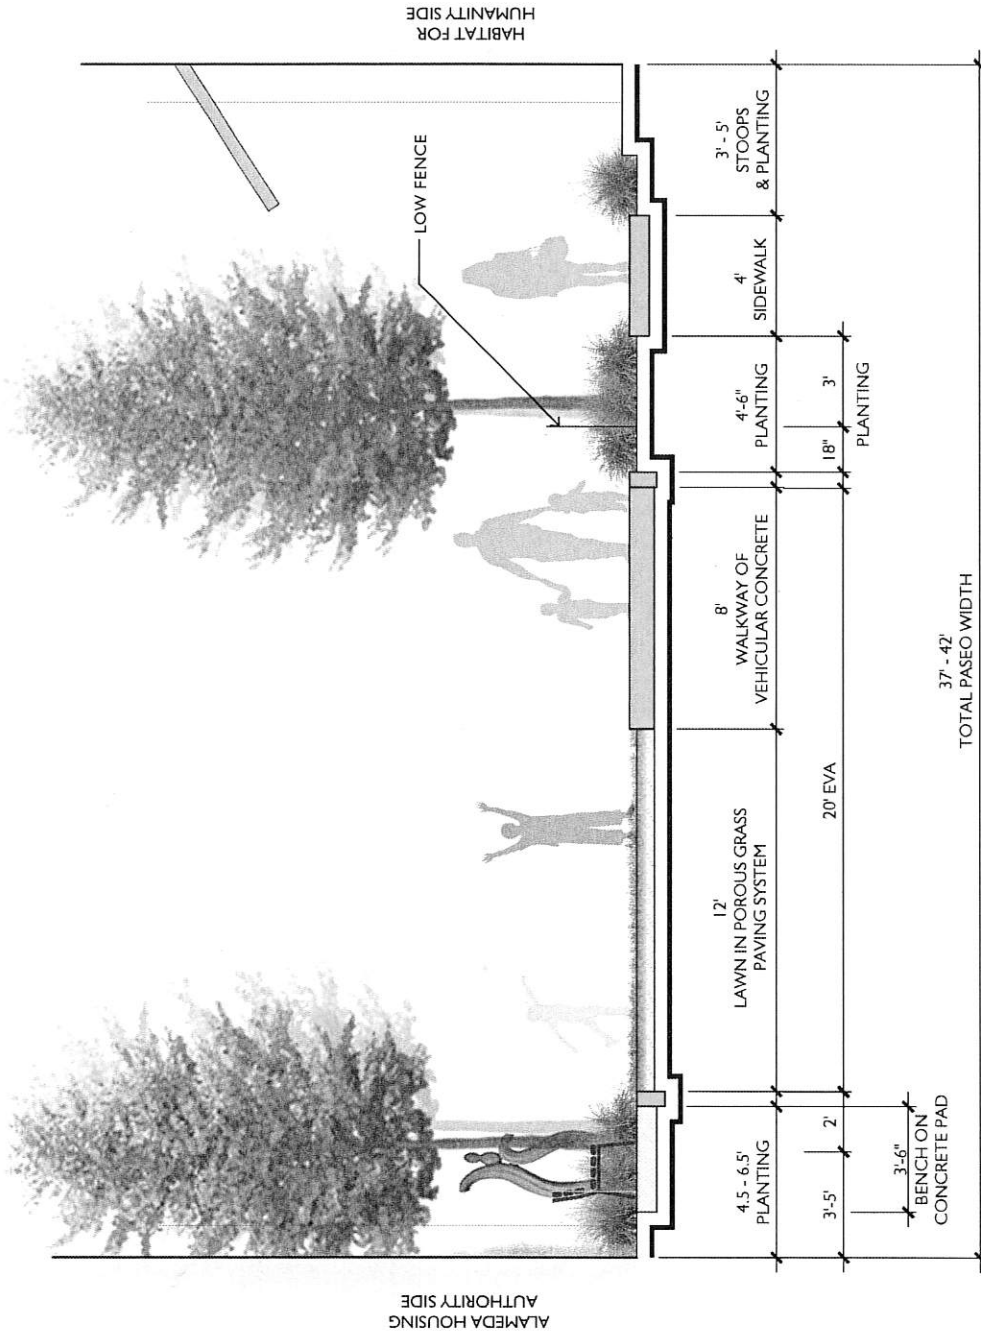 ALAMEDA HOUSING
AUTHORITY SIDE
HABITAT FOR
HUMANITY SIDE
LOW FENCE
4.5 - 6.5'
PLANTING
12'
LAWN IN POROUS GRASS
PAVING SYSTEM
8'
WALKWAY OF
VEHICULAR CONCRETE
4'-6"
PLANTING
4'
SIDEWALK
3' - 5'
STOOPS
& PLANTING
3'-5'
2'
20' EVA
18"
3'
PLANTING
3'-6"
BENCH ON
CONCRETE PAD
37' - 42'
TOTAL PASEO WIDTH